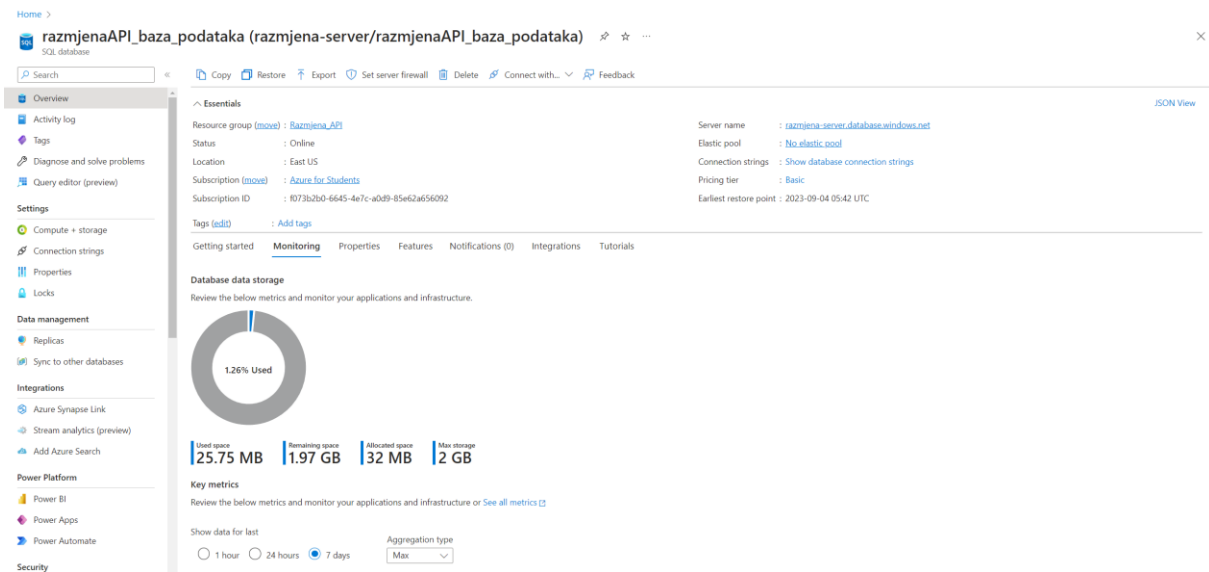 Home >
razmjenaAPI_baza_podataka (razmjena-server/razmjenaAPI_baza_podataka)
SQL database
Search
Copy Restore Export Set server firewall Delete Connect with... Feedback
Overview
Activity log
Tags
Diagnose and solve problems
Query editor (preview)
Settings
Compute + storage
Connection strings
Properties
Locks
Data management
Replicas
Sync to other databases
Integrations
Azure Synapse Link
Stream analytics (preview)
Add Azure Search
Power Platform
Power BI
Power Apps
Power Automate
Security
Essentials
JSON View
Resource group (move) : Razmjena_API
Status : Online
Location : East US
Subscription (move) : Azure for Students
Subscription ID : f073b2b0-6645-4e7c-a0d9-85e62a656092
Server name : razmjena-server.database.windows.net
Elastic pool : No elastic pool
Connection strings : Show database connection strings
Pricing tier : Basic
Earliest restore point : 2023-09-04 05:42 UTC
Tags (edit) : Add tags
Getting started Monitoring Properties Features Notifications (0) Integrations Tutorials
Database data storage
Review the below metrics and monitor your applications and infrastructure.
1.26% Used
Used space
25.75 MB
Remaining space
1.97 GB
Allocated space
32 MB
Max storage
2 GB
Key metrics
Review the below metrics and monitor your applications and infrastructure or See all metrics
Show data for last
1 hour 24 hours 7 days
Aggregation type
Max